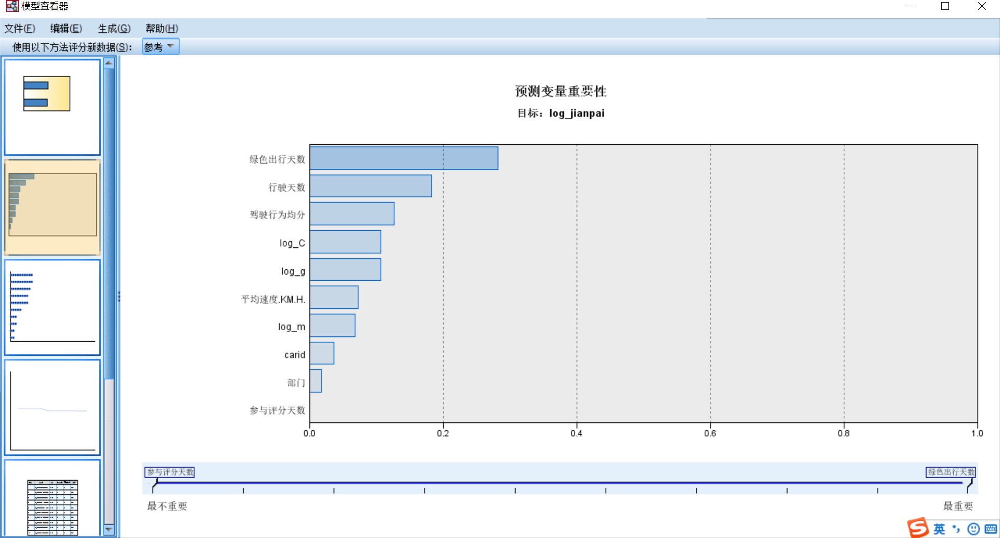 模型查看器
文件(F) 编辑(E) 生成(G) 帮助(H)
使用以下方法评分新数据(S): 参考
预测变量重要性
目标：log_jianpai
绿色出行天数
行驶天数
驾驶行为均分
log_C
log_g
平均速度.KM.H.
log_m
carid
部门
参与评分天数
0.0 0.2 0.4 0.6 0.8 1.0
参与评分天数 绿色出行天数
最不重要 最重要
S 英